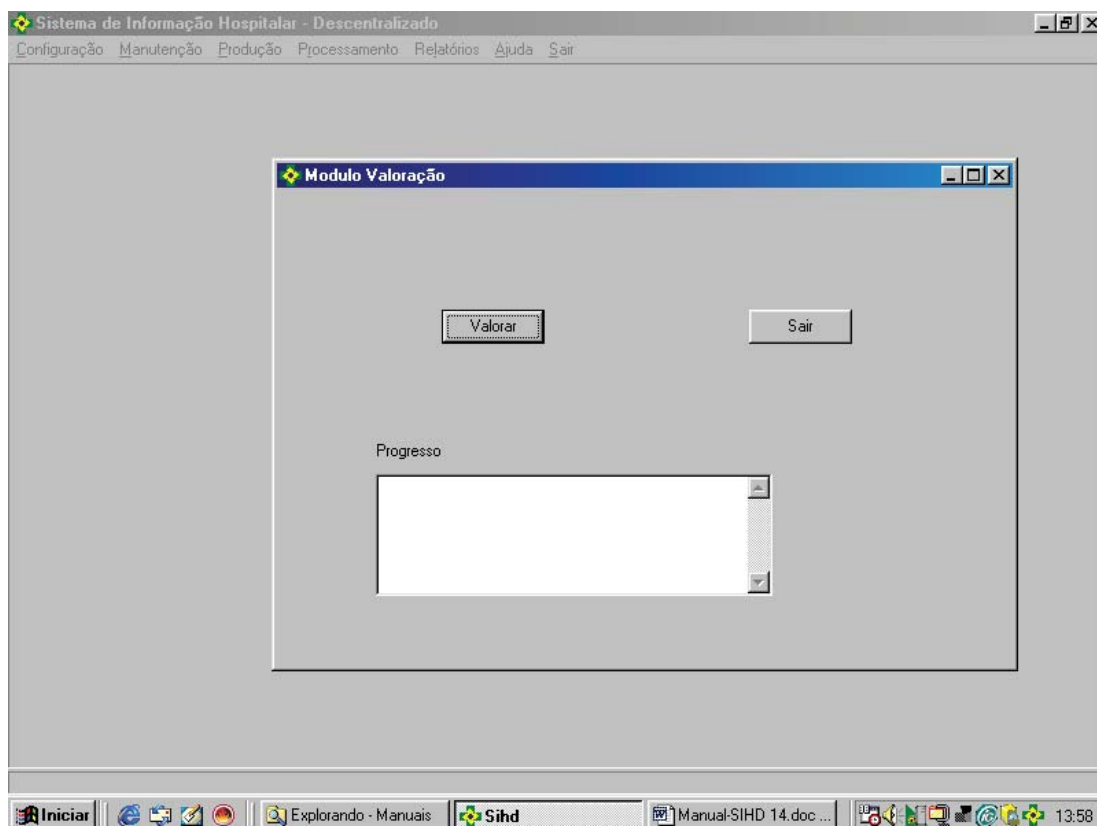 Sistema de Informação Hospitalar - Descentralizado
Configuração Manutenção Produção Processamento Relatórios Ajuda Sair
Modulo Valoração
Valorar Sair
Progresso
Iniciar Explorando - Manuais Sihd Manual-SIHD 14.doc ... 13:58